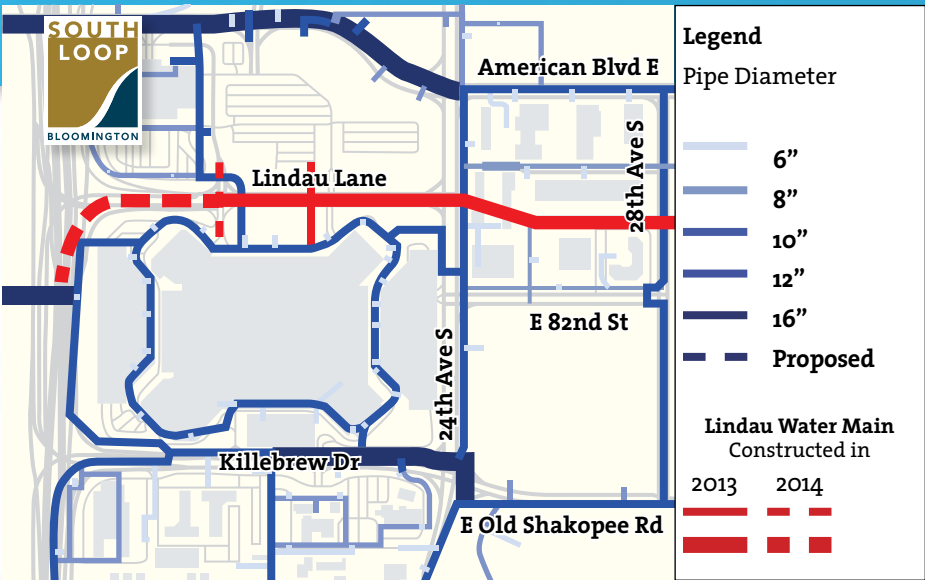 SOUTH
LOOP
BLOOMINGTON
American Blvd E
28th Ave S
Lindau Lane
E 82nd St
24th Ave S
Killebrew Dr
E Old Shakopee Rd
Legend
Pipe Diameter
6”
8”
10”
12”
16”
Proposed
Lindau Water Main
Constructed in
2013 2014